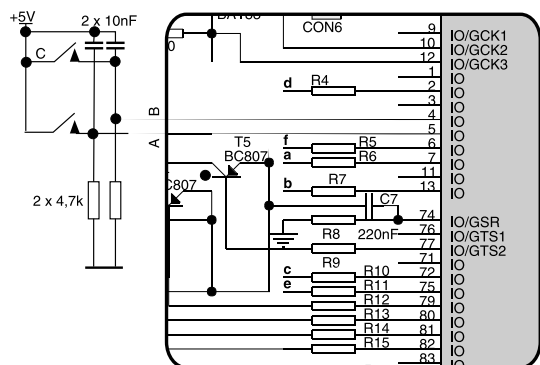 +5V
2 x 10nF
C
B
A
2 x 4,7k
CON6
0
d
R4
T5
BC807
C807
f
R5
a
R6
b
R7
C7
220nF
R8
R9
c
R10
e
R11
R12
R13
R14
R15
9
IO/GCK1
10
IO/GCK2
12
IO/GCK3
1
IO
2
IO
3
IO
4
IO
5
IO
6
IO
7
IO
11
IO
13
IO
74
IO/GSR
76
IO/GTS1
77
IO/GTS2
71
IO
72
IO
75
IO
79
IO
80
IO
81
IO
82
IO
83
IO